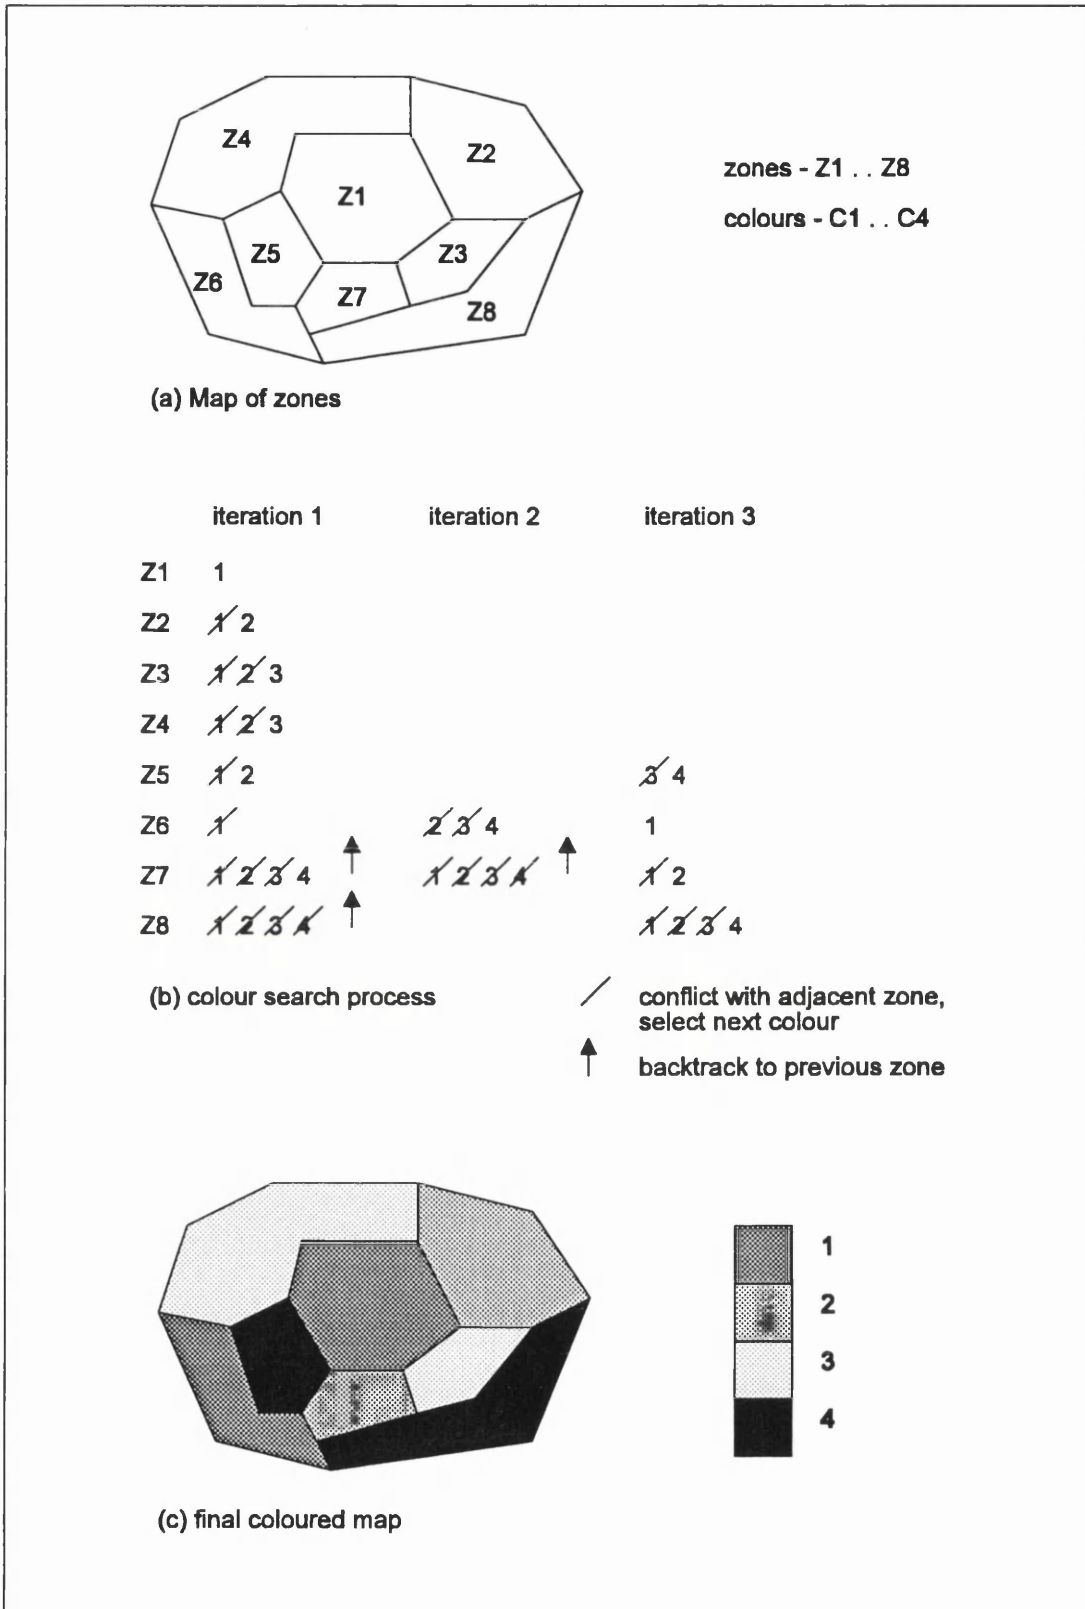 Z4
Z2
Z1
Z5
Z3
Z6
Z7
Z8
zones - Z1 . . Z8
colours - C1 . . C4
(a) Map of zones
iteration 1 iteration 2 iteration 3
Z1 1
Z2 1 2
Z3 1 2 3
Z4 1 2 3
Z5 1 2 3 4
Z6 1 2 3 4 1
Z7 1 2 3 4 1 2 3 4 1 2
Z8 1 2 3 4 1 2 3 4
(b) colour search process
conflict with adjacent zone,
select next colour
backtrack to previous zone
1
2
3
4
(c) final coloured map